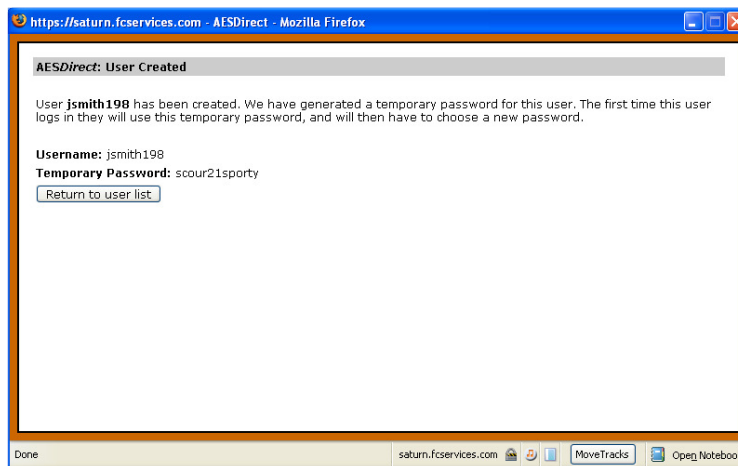 https://saturn.fcservices.com - AESDirect - Mozilla Firefox
AESDirect: User Created
User jsmith198 has been created. We have generated a temporary password for this user. The first time this user
logs in they will use this temporary password, and will then have to choose a new password.
Username: jsmith198
Temporary Password: scour21sporty
Return to user list
Done saturn.fcservices.com MoveTracks Open Noteboo